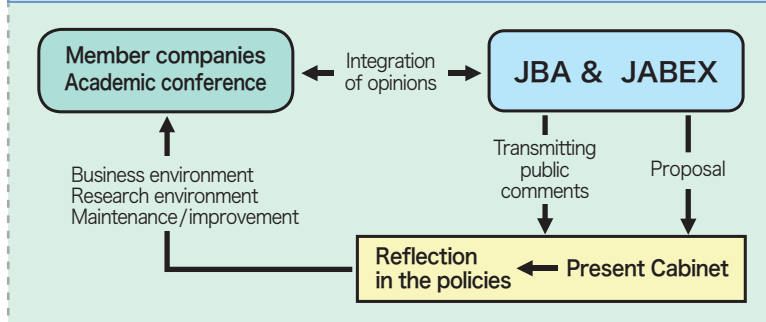 Member companies
Academic conference
Integration
of opinions
JBA & JABEX
Transmitting
public
comments
Proposal
Business environment
Research environment
Maintenance/improvement
Reflection
in the policies
Present Cabinet